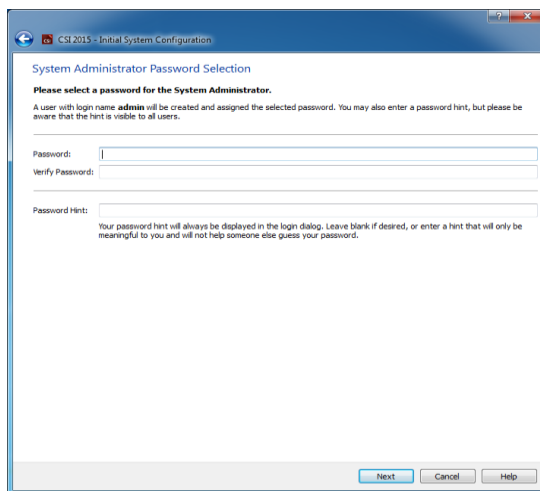 CSI 2015 - Initial System Configuration
System Administrator Password Selection
Please select a password for the System Administrator.
A user with login name admin will be created and assigned the selected password. You may also enter a password hint, but please be
aware that the hint is visible to all users.
Password:
Verify Password:
Password Hint:
Your password hint will always be displayed in the login dialog. Leave blank if desired, or enter a hint that will only be
meaningful to you and will not help someone else guess your password.
Next Cancel Help